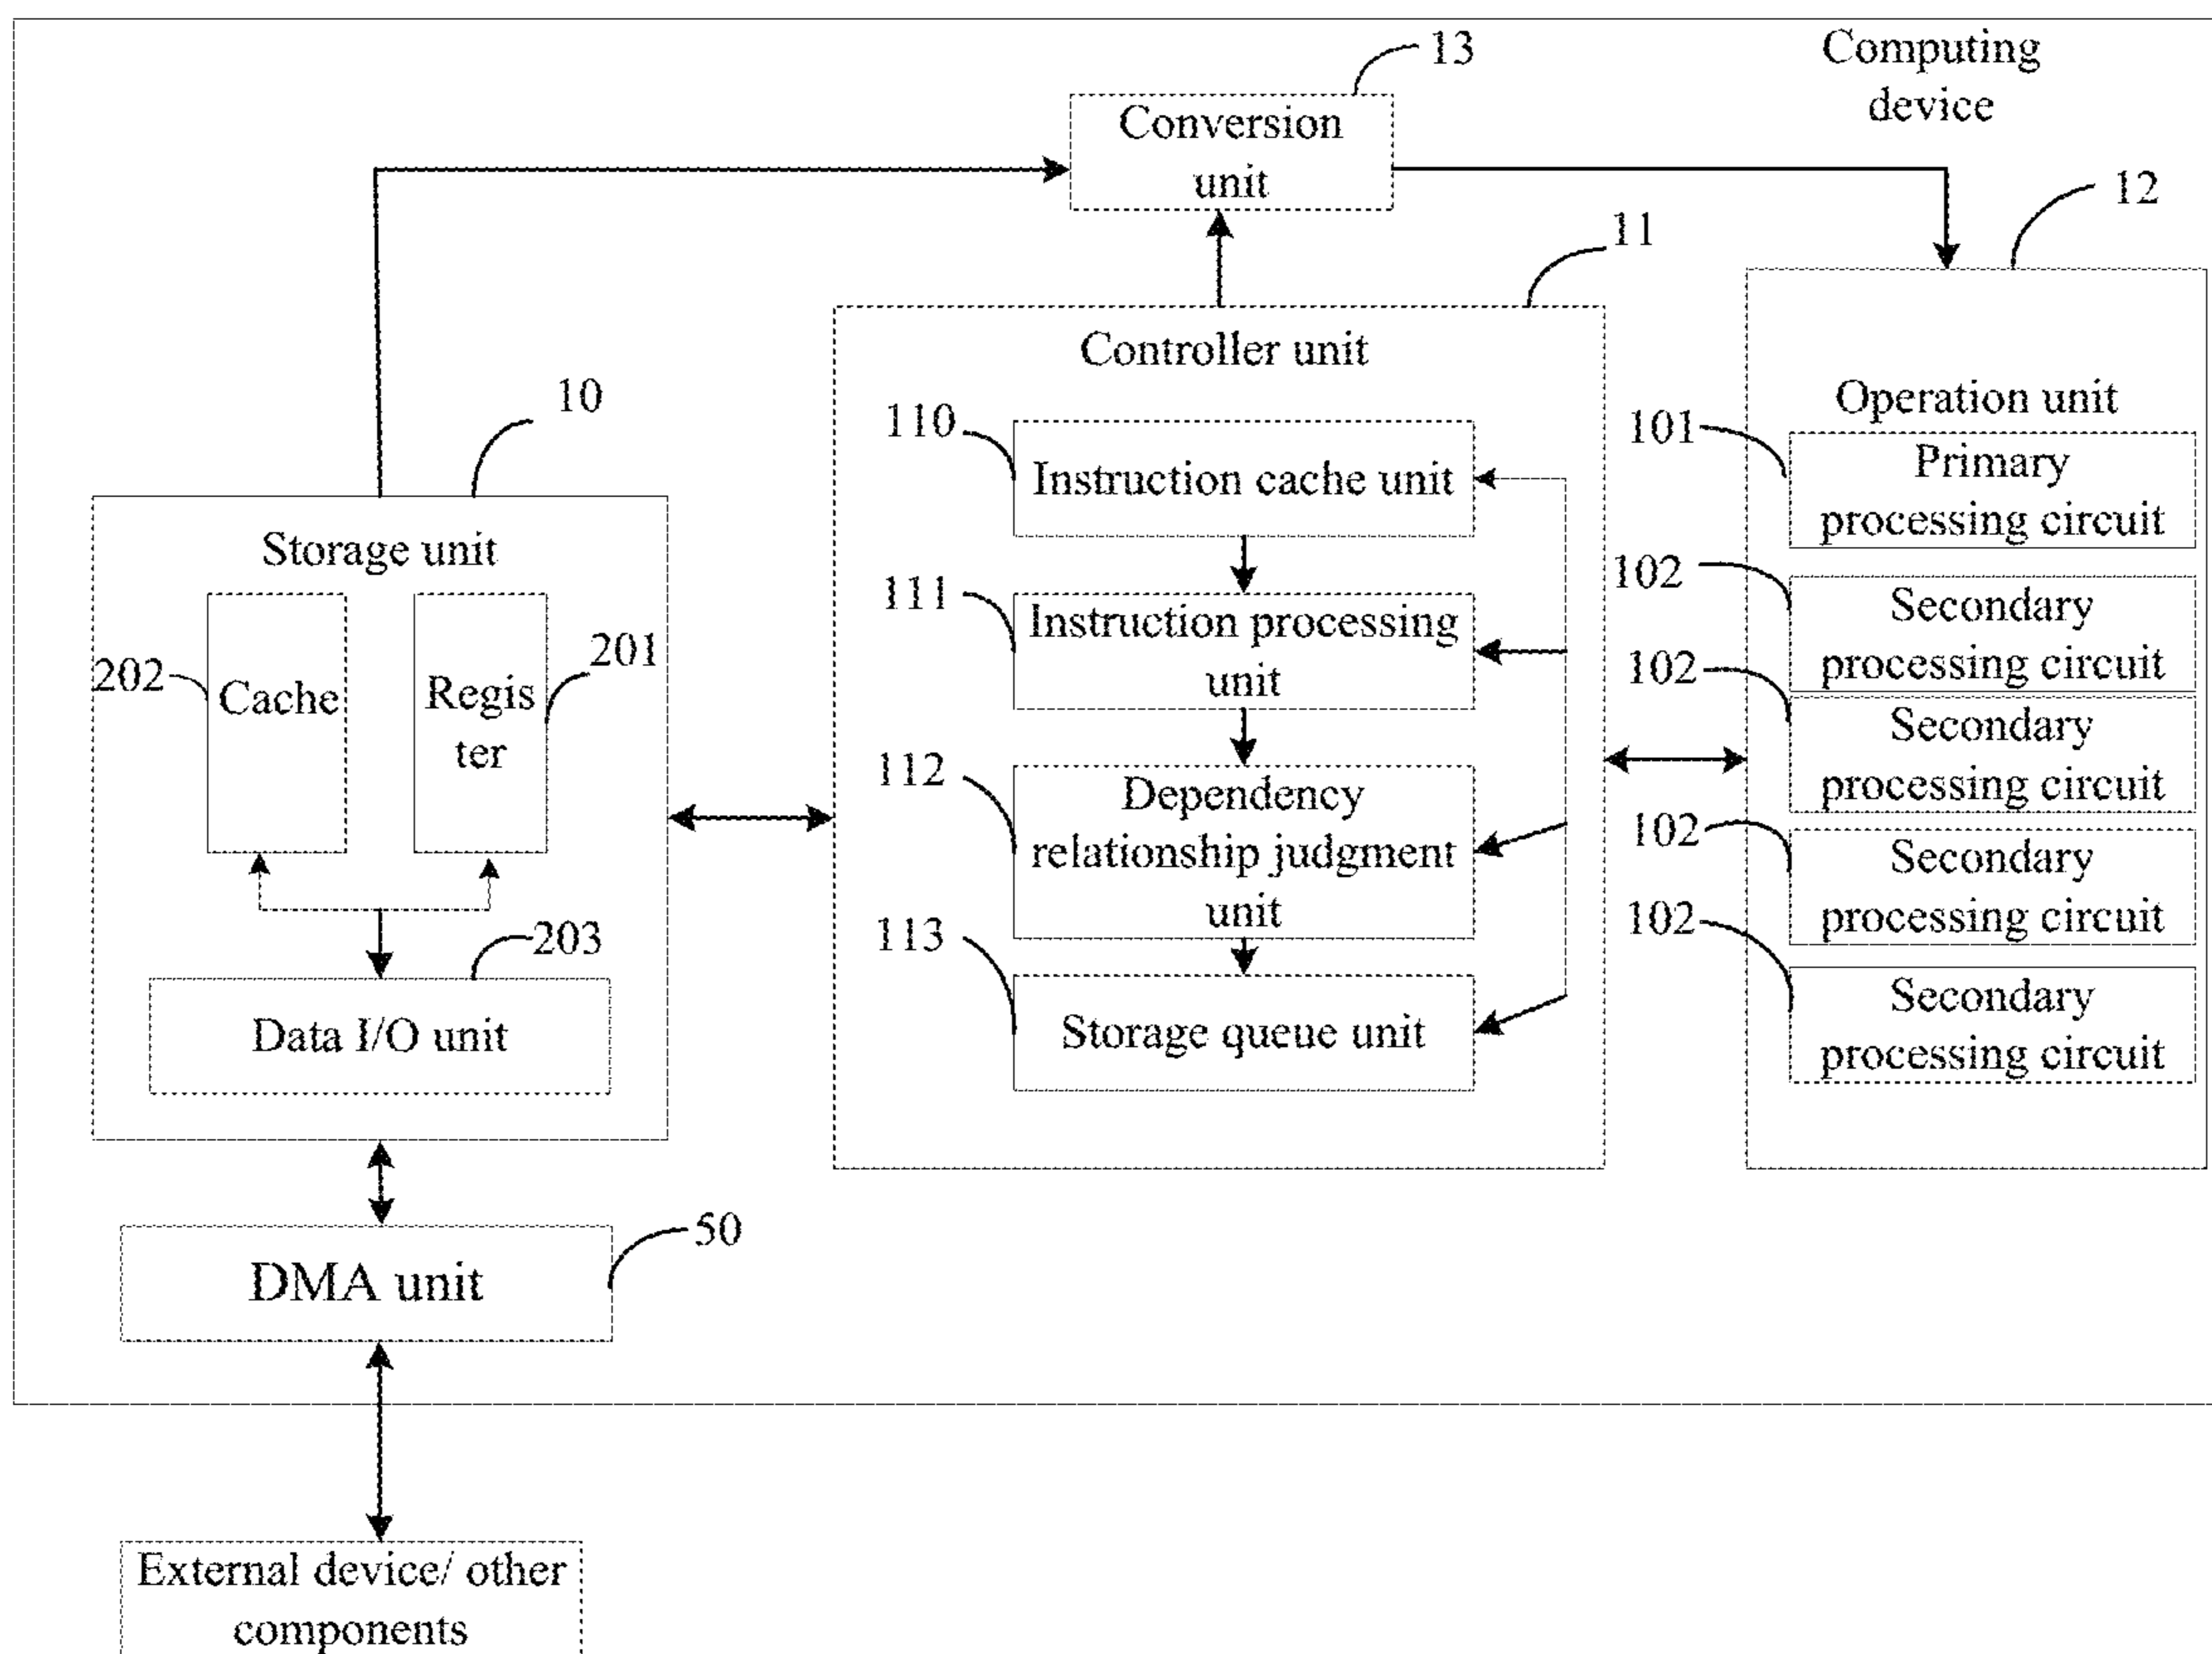 Computing
device
13
Conversion
unit
12
11
Controller unit
10
Storage unit
202
Cache
Regis
ter
201
203
Data I/O unit
110
Instruction cache unit
111
Instruction processing
unit
112
Dependency
relationship judgment
unit
113
Storage queue unit
Operation unit
101
Primary
processing circuit
102
Secondary
processing circuit
102
Secondary
processing circuit
102
Secondary
processing circuit
102
Secondary
processing circuit
50
DMA unit
External device/ other
components